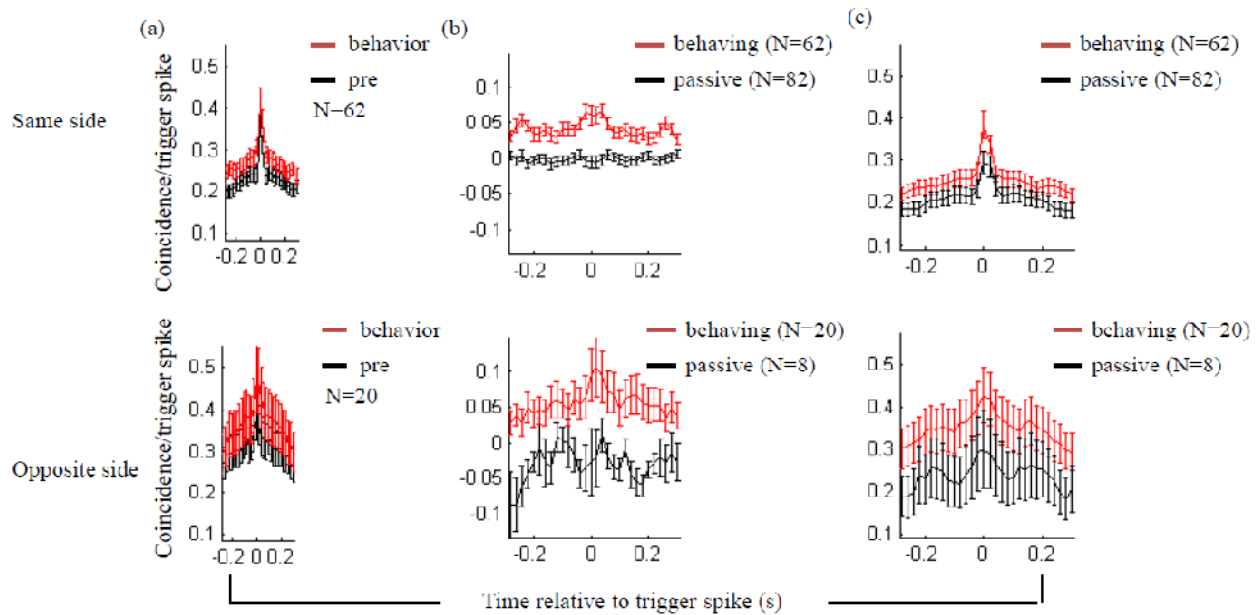 (a)
(b)
(c)
behavior
pre
N=62
behaving (N=62)
passive (N=82)
behaving (N=62)
passive (N=82)
Same side
Coincidence/trigger spike
0.5
0.4
0.3
0.2
0.1
-0.2 0 0.2
0.1
0.05
0
-0.05
-0.1
-0.2 0 0.2
0.5
0.4
0.3
0.2
0.1
-0.2 0 0.2
behavior
pre
N=20
behaving (N=20)
passive (N=8)
behaving (N=20)
passive (N=8)
Opposite side
Coincidence/trigger spike
0.5
0.4
0.3
0.2
0.1
-0.2 0 0.2
0.1
0.05
0
-0.05
-0.1
-0.2 0 0.2
0.5
0.4
0.3
0.2
0.1
-0.2 0 0.2
Time relative to trigger spike (s)